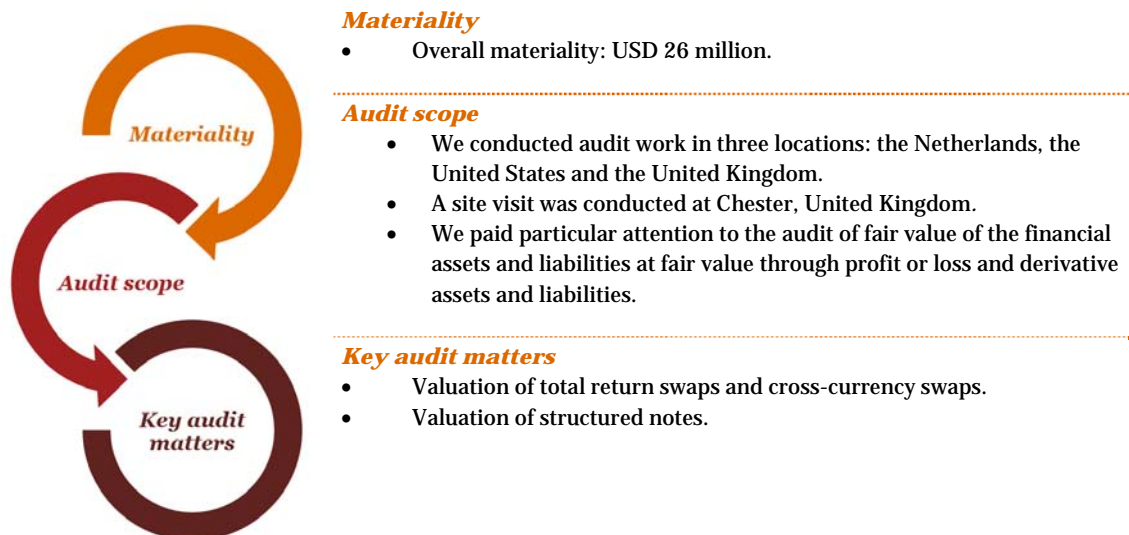 Materiality
• Overall materiality: USD 26 million.
Materiality
Audit scope
• We conducted audit work in three locations: the Netherlands, the
United States and the United Kingdom.
• A site visit was conducted at Chester, United Kingdom.
• We paid particular attention to the audit of fair value of the financial
assets and liabilities at fair value through profit or loss and derivative
assets and liabilities.
Audit scope
Key audit matters
• Valuation of total return swaps and cross-currency swaps.
• Valuation of structured notes.
Key audit
matters